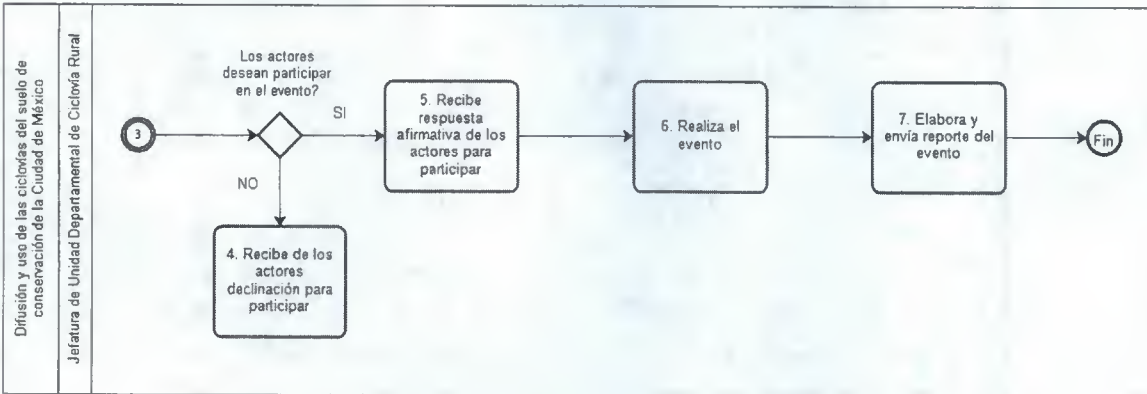 Difusión y uso de las ciclovías del suelo de
conservación de la Ciudad de México
Jefatura de Unidad Departamental de Ciclovía Rural
3
Los actores
desean participar
en el evento?
SI
NO
4. Recibe de los
actores
declinación para
participar
5. Recibe
respuesta
afirmativa de los
actores para
participar
6. Realiza el
evento
7. Elabora y
envía reporte del
evento
Fin